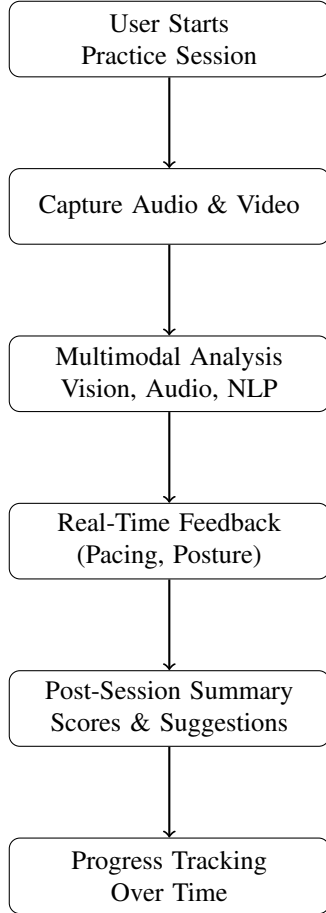 User Starts
Practice Session
Capture Audio & Video
Multimodal Analysis
Vision, Audio, NLP
Real-Time Feedback
(Pacing, Posture)
Post-Session Summary
Scores & Suggestions
Progress Tracking
Over Time